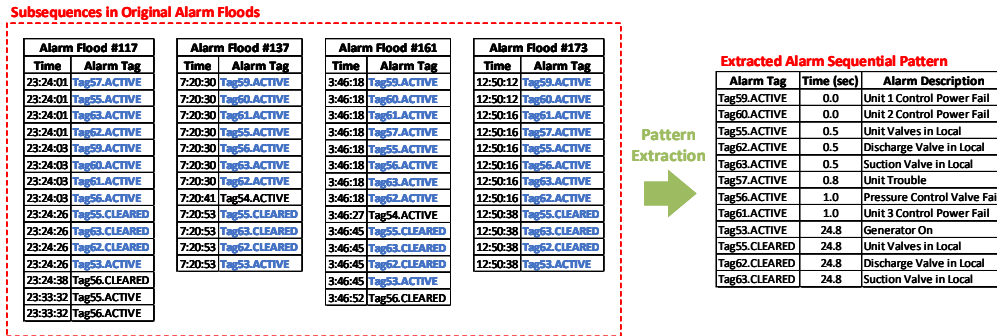 Subsequences in Original Alarm Floods
Alarm Flood #117
Time Alarm Tag
23:24:01 Tag57.ACTIVE
23:24:01 Tag55.ACTIVE
23:24:01 Tag63.ACTIVE
23:24:01 Tag62.ACTIVE
23:24:03 Tag59.ACTIVE
23:24:03 Tag60.ACTIVE
23:24:03 Tag61.ACTIVE
23:24:03 Tag56.ACTIVE
23:24:26 Tag55.CLEARED
23:24:26 Tag63.CLEARED
23:24:26 Tag62.CLEARED
23:24:26 Tag53.ACTIVE
23:24:38 Tag56.CLEARED
23:33:32 Tag55.ACTIVE
23:33:32 Tag56.ACTIVE
Alarm Flood #137
Time Alarm Tag
7:20:30 Tag59.ACTIVE
7:20:30 Tag60.ACTIVE
7:20:30 Tag61.ACTIVE
7:20:30 Tag55.ACTIVE
7:20:30 Tag56.ACTIVE
7:20:30 Tag63.ACTIVE
7:20:30 Tag62.ACTIVE
7:20:41 Tag54.ACTIVE
7:20:53 Tag55.CLEARED
7:20:53 Tag63.CLEARED
7:20:53 Tag62.CLEARED
7:20:53 Tag53.ACTIVE
Alarm Flood #161
Time Alarm Tag
3:46:18 Tag59.ACTIVE
3:46:18 Tag60.ACTIVE
3:46:18 Tag61.ACTIVE
3:46:18 Tag57.ACTIVE
3:46:18 Tag55.ACTIVE
3:46:18 Tag56.ACTIVE
3:46:18 Tag63.ACTIVE
3:46:18 Tag62.ACTIVE
3:46:27 Tag54.ACTIVE
3:46:45 Tag55.CLEARED
3:46:45 Tag63.CLEARED
3:46:45 Tag62.CLEARED
3:46:45 Tag53.ACTIVE
3:46:52 Tag56.CLEARED
Alarm Flood #173
Time Alarm Tag
12:50:12 Tag59.ACTIVE
12:50:12 Tag60.ACTIVE
12:50:16 Tag61.ACTIVE
12:50:16 Tag57.ACTIVE
12:50:16 Tag55.ACTIVE
12:50:16 Tag56.ACTIVE
12:50:16 Tag63.ACTIVE
12:50:16 Tag62.ACTIVE
12:50:38 Tag55.CLEARED
12:50:38 Tag63.CLEARED
12:50:38 Tag62.CLEARED
12:50:38 Tag53.ACTIVE
Pattern
Extraction
Extracted Alarm Sequential Pattern
Alarm Tag Time (sec) Alarm Description
Tag59.ACTIVE 0.0 Unit 1 Control Power Fail
Tag60.ACTIVE 0.0 Unit 2 Control Power Fail
Tag55.ACTIVE 0.5 Unit Valves in Local
Tag62.ACTIVE 0.5 Discharge Valve in Local
Tag63.ACTIVE 0.5 Suction Valve in Local
Tag57.ACTIVE 0.8 Unit Trouble
Tag56.ACTIVE 1.0 Pressure Control Valve Fai
Tag61.ACTIVE 1.0 Unit 3 Control Power Fail
Tag53.ACTIVE 24.8 Generator On
Tag55.CLEARED 24.8 Unit Valves in Local
Tag62.CLEARED 24.8 Discharge Valve in Local
Tag63.CLEARED 24.8 Suction Valve in Local